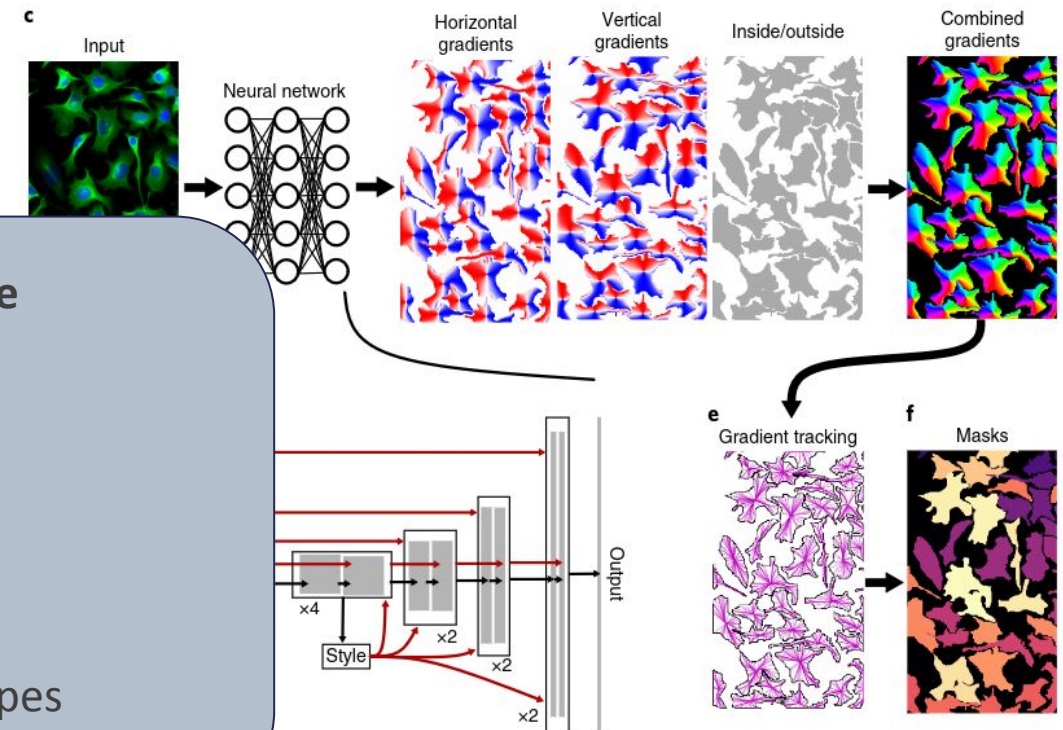 c
Input
Neural network
Horizontal
gradients
Vertical
gradients
Inside/outside
Combined
gradients
e
Gradient tracking
f
Masks
×4
×2
×2
×2
Style
Output
e
pes